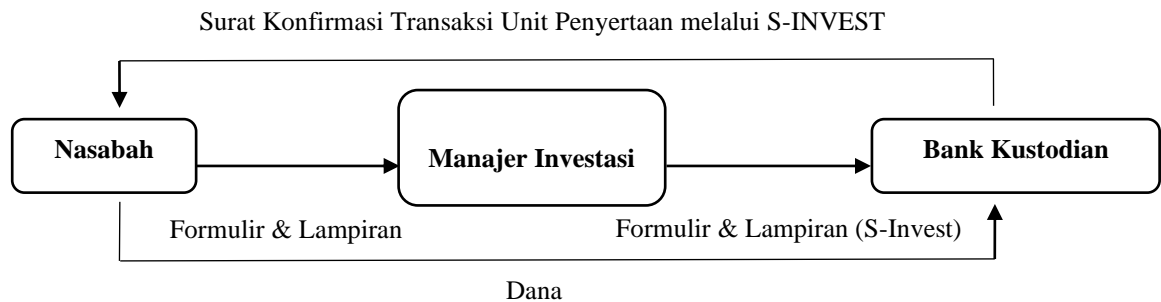 Surat Konfirmasi Transaksi Unit Penyertaan melalui S-INVEST
Nasabah
Manajer Investasi
Bank Kustodian
Formulir & Lampiran
Formulir & Lampiran (S-Invest)
Dana